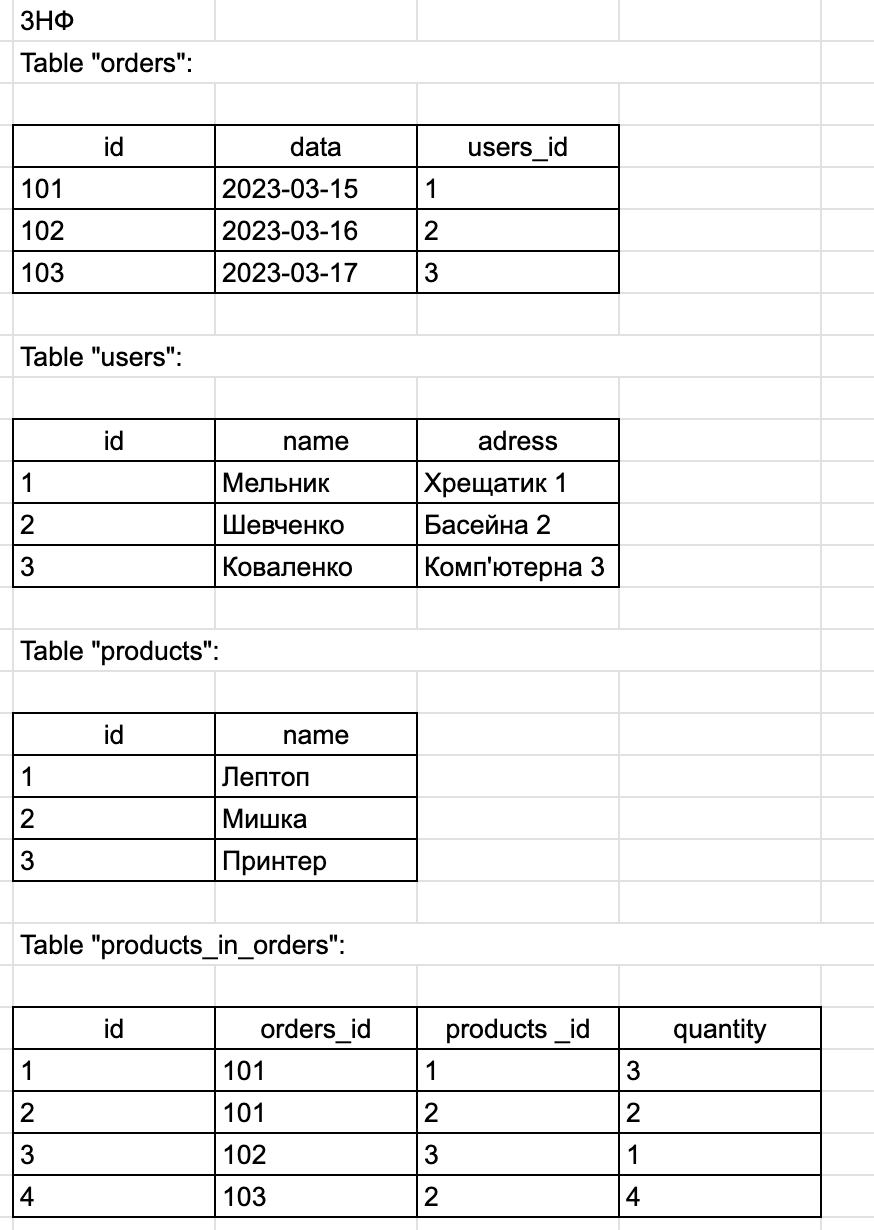 3НФ
Table "orders":
id data users_id
101 2023-03-15 1
102 2023-03-16 2
103 2023-03-17 3
Table "users":
id name adress
1 Мельник Хрещатик 1
2 Шевченко Басейна 2
3 Коваленко Комп'ютерна 3
Table "products":
id name
1 Лептоп
2 Мишка
3 Принтер
Table "products_in_orders":
id orders_id products _id quantity
1 101 1 3
2 101 2 2
3 102 3 1
4 103 2 4